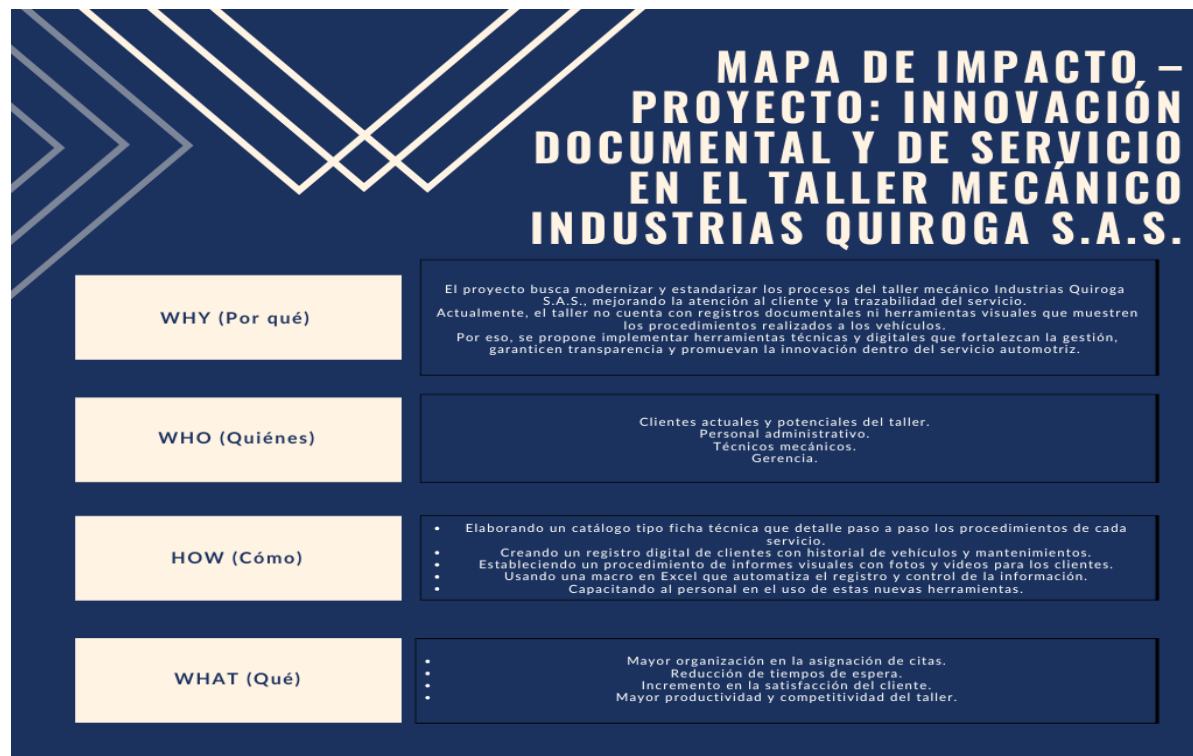 MAPA DE IMPACTO –
PROYECTO: INNOVACIÓN
DOCUMENTAL Y DE SERVICIO
EN EL TALLER MECÁNICO
INDUSTRIAS QUIROGA S.A.S.
WHY (Por qué)
El proyecto busca modernizar y estandarizar los procesos del taller mecánico Industrias Quiroga
S.A.S., mejorando la atención al cliente y la trazabilidad del servicio.
Actualmente, el taller no cuenta con registros documentales ni herramientas visuales que muestren
los procedimientos realizados a los vehículos.
Por eso, se propone implementar herramientas técnicas y digitales que fortalezcan la gestión,
garanticen transparencia y promuevan la innovación dentro del servicio automotriz.
WHO (Quiénes)
Clientes actuales y potenciales del taller.
Personal administrativo.
Técnicos mecánicos.
Gerencia.
HOW (Cómo)
• Elaborando un catálogo tipo ficha técnica que detalle paso a paso los procedimientos de cada
servicio.
• Creando un registro digital de clientes con historial de vehículos y mantenimientos.
• Estableciendo un procedimiento de informes visuales con fotos y videos para los clientes.
• Usando una macro en Excel que automatiza el registro y control de la información.
• Capacitando al personal en el uso de estas nuevas herramientas.
WHAT (Qué)
• Mayor organización en la asignación de citas.
• Reducción de tiempos de espera.
• Incremento en la satisfacción del cliente.
• Mayor productividad y competitividad del taller.